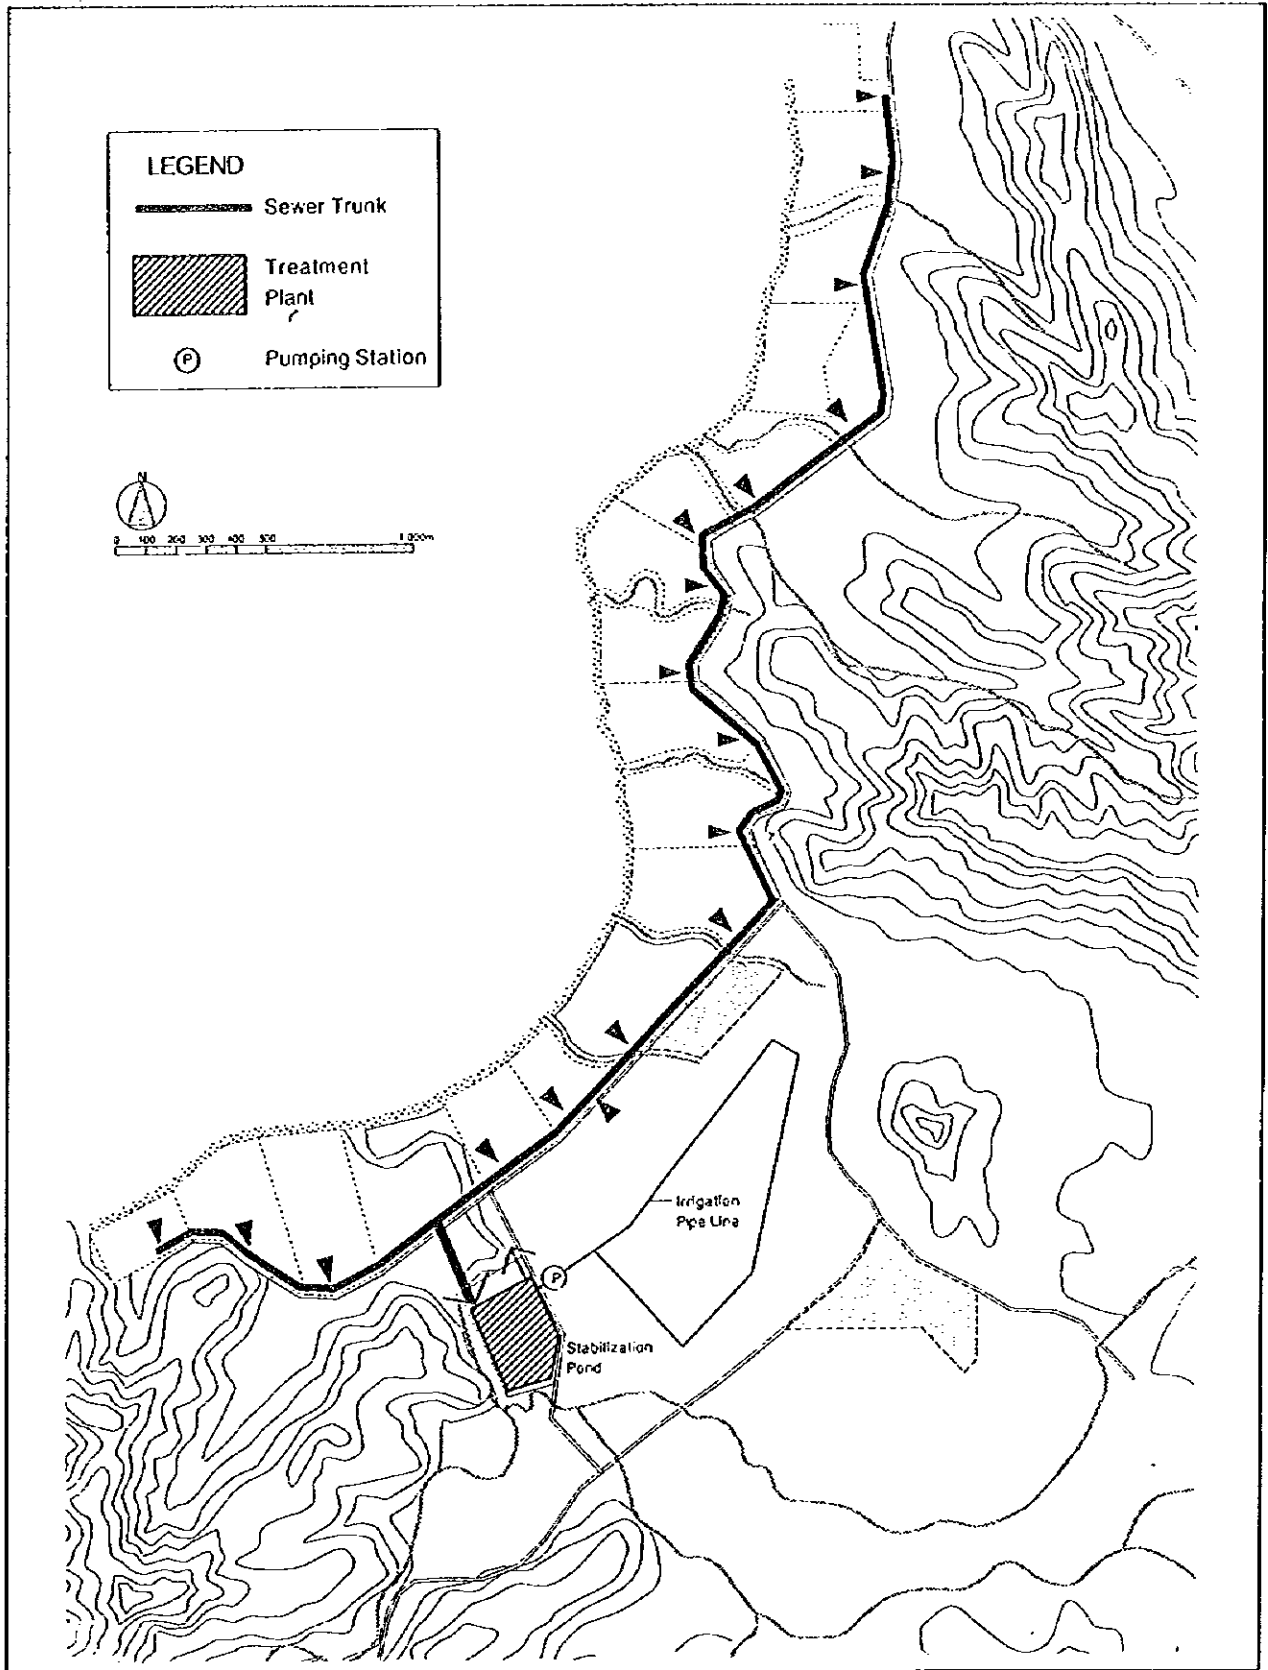 LEGEND
Sewer Trunk
Treatment
Plant
P Pumping Station
N
0 100 200 300 400 500 1 000m
Irrigation
Pipe Line
P
Stabilization
Pond